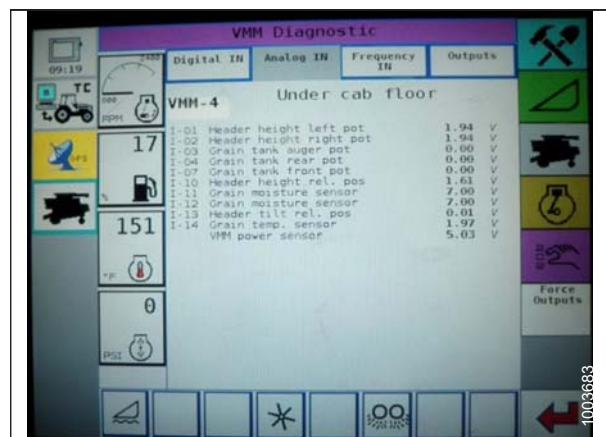 VMM Diagnostic
Digital IN
Analog IN
Frequency
IN
Outputs
09:19
TC
1.0
GPS
2400
000
RPM
17
%
151
°F
0
PSI
VMM-4
Under cab floor
I-01 Header height left pot 1.94 V
I-02 Header height right pot 1.94 V
I-03 Grain tank auger pot 0.00 V
I-04 Grain tank rear pot 0.00 V
I-07 Grain tank front pot 0.00 V
I-10 Header height rel. pos 1.61 V
I-11 Grain moisture sensor 7.00 V
I-12 Grain moisture sensor 7.00 V
I-13 Header tilt rel. pos 0.01 V
I-14 Grain temp. sensor 1.97 V
VMM power sensor 5.03 V
Force
Outputs
1003683